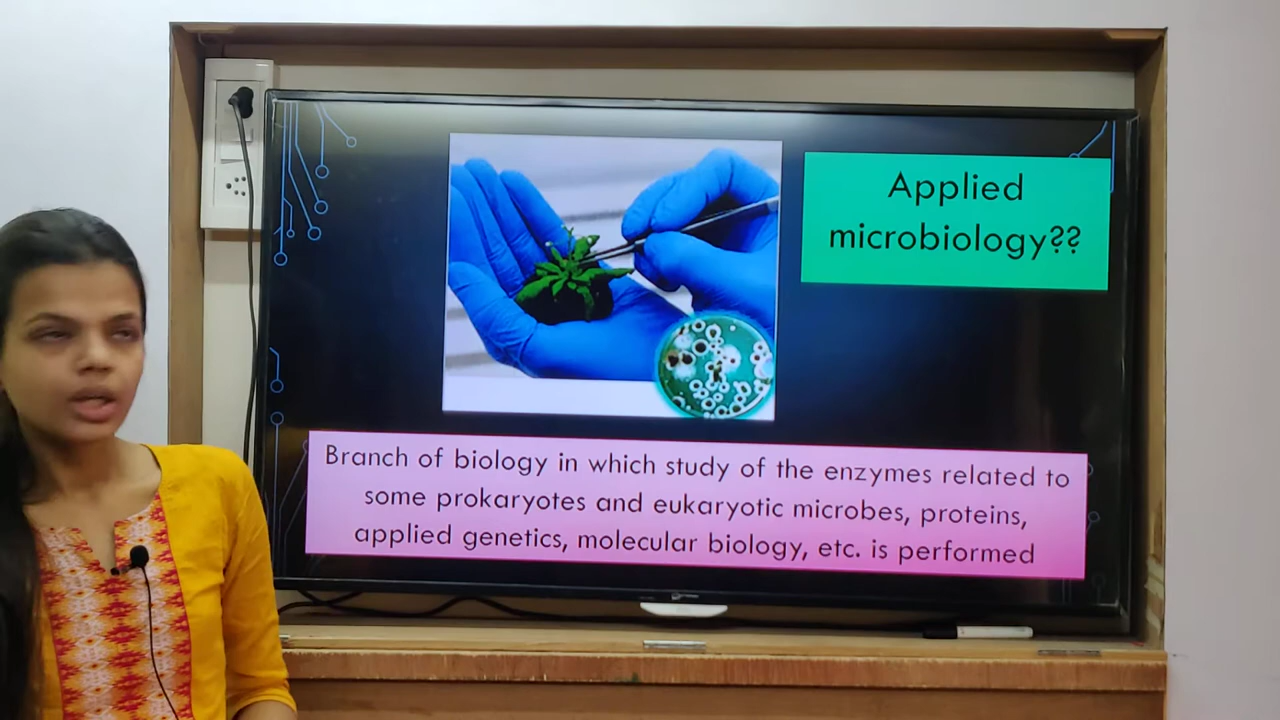 Applied
microbiology??
Branch of biology in which study of the enzymes related to
some prokaryotes and eukaryotic microbes, proteins,
applied genetics, molecular biology, etc. is performed